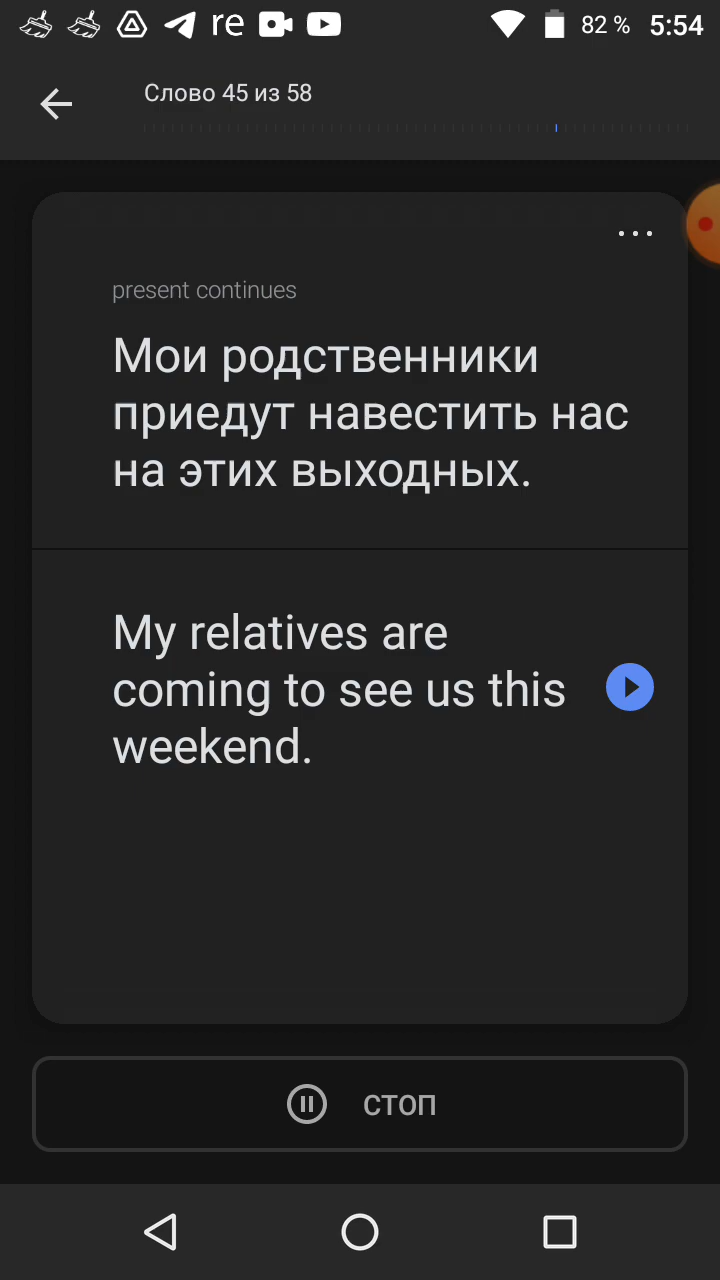 re 82 % 5:54
Слово 45 из 58
present continues
Мои родственники
приедут навестить нас
на этих выходных.
My relatives are
coming to see us this
weekend.
СТОП